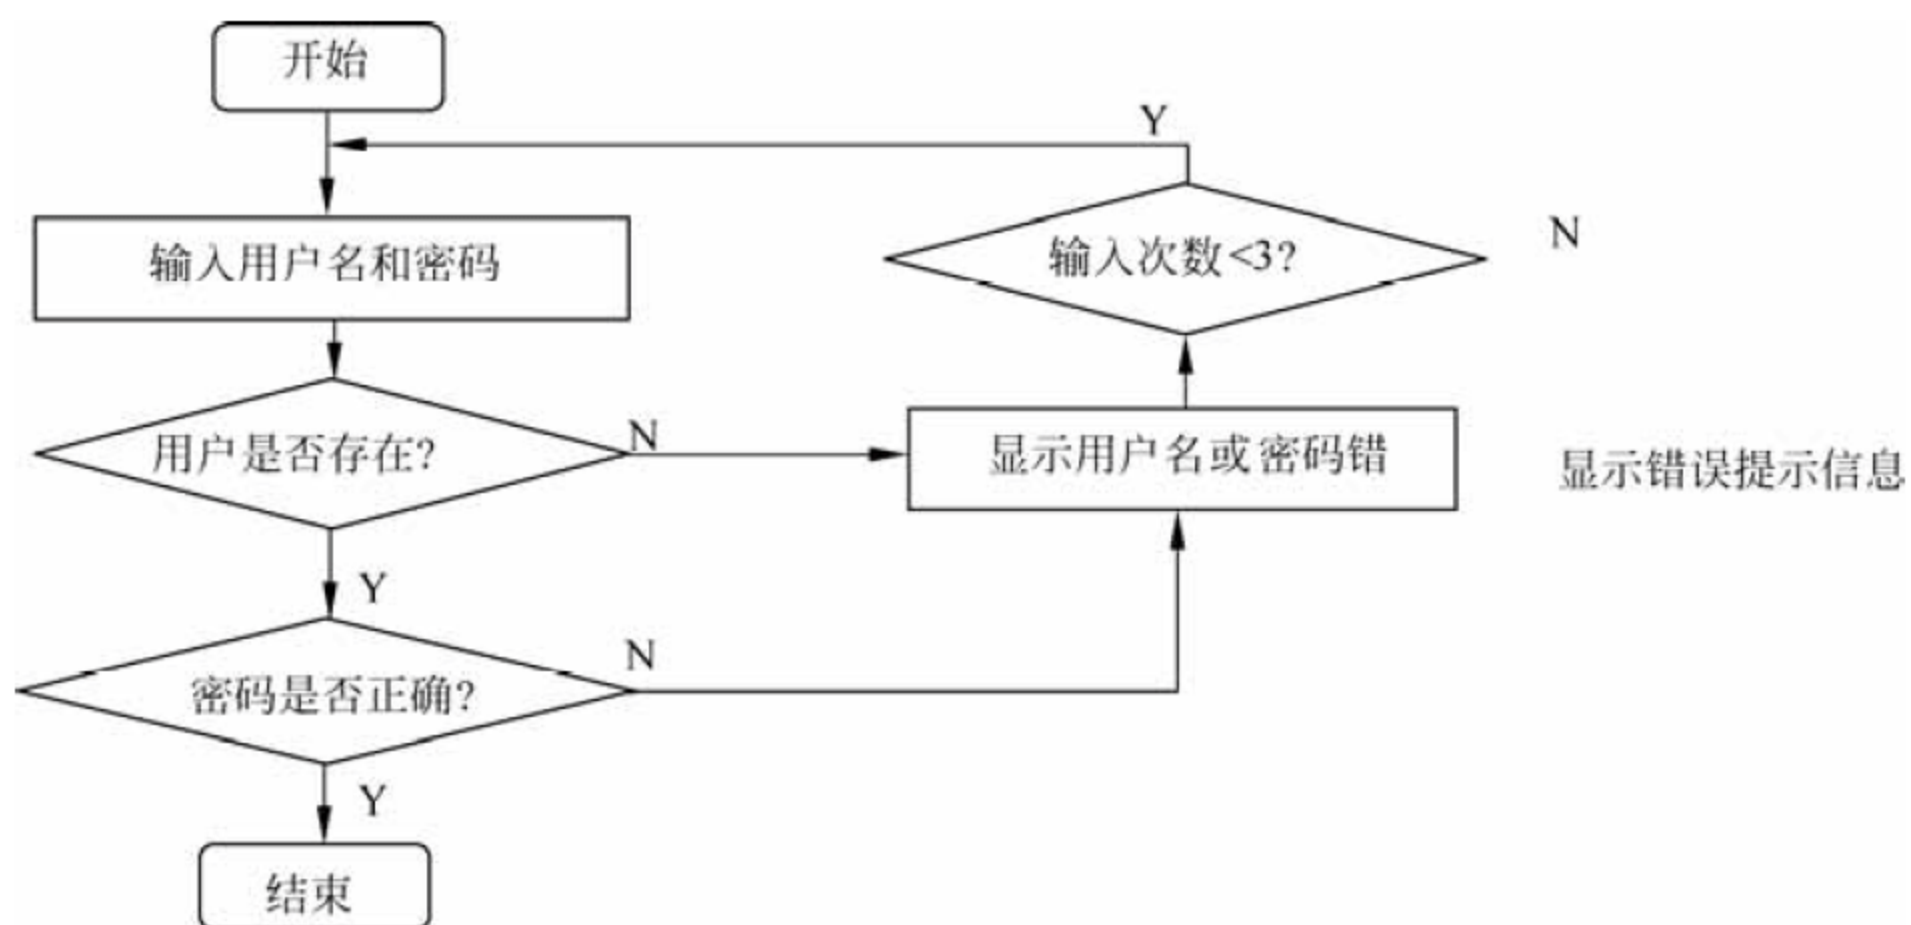 开始
Y
输入用户名和密码
输入次数<3?
N
用户是否存在?
N
显示用户名或密码错
显示错误提示信息
Y
密码是否正确?
N
Y
结束